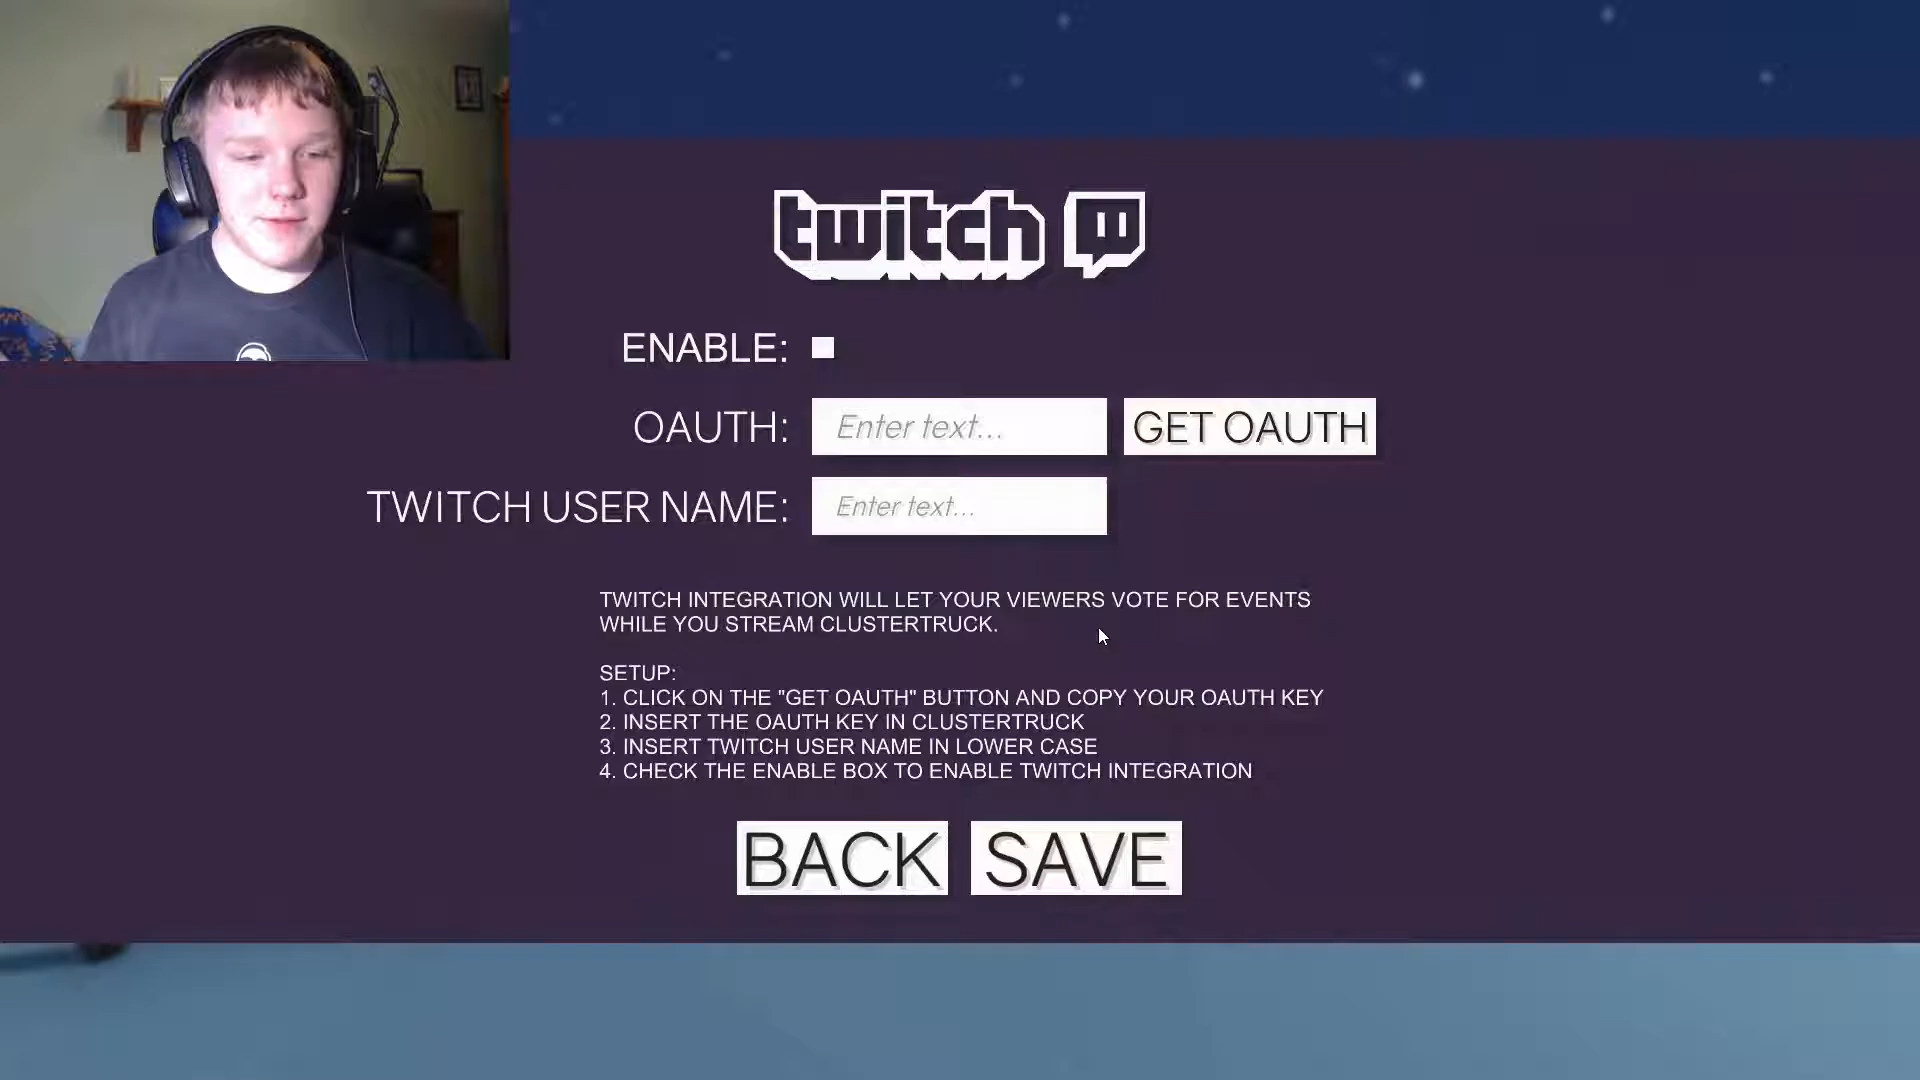 twitch
ENABLE:
OAUTH: Enter text... GET OAUTH
TWITCH USER NAME: Enter text...
TWITCH INTEGRATION WILL LET YOUR VIEWERS VOTE FOR EVENTS
WHILE YOU STREAM CLUSTERTRUCK.
SETUP:
1. CLICK ON THE "GET OAUTH" BUTTON AND COPY YOUR OAUTH KEY
2. INSERT THE OAUTH KEY IN CLUSTERTRUCK
3. INSERT TWITCH USER NAME IN LOWER CASE
4. CHECK THE ENABLE BOX TO ENABLE TWITCH INTEGRATION
BACK SAVE